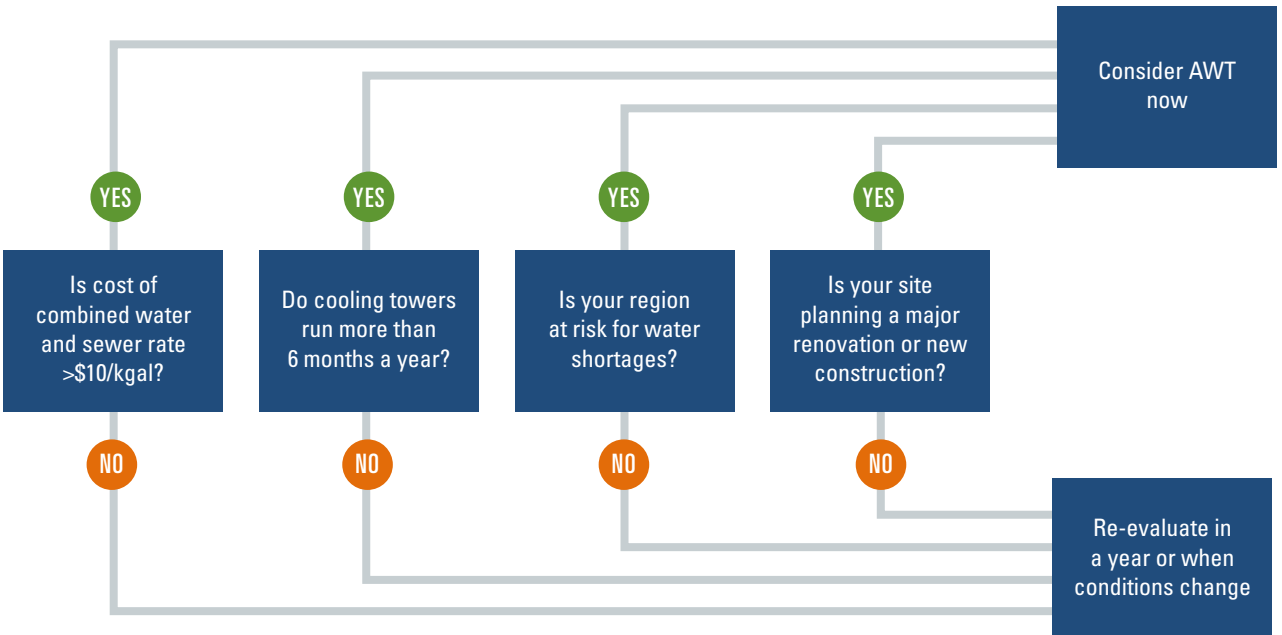 Consider AWT
now
YES
YES
YES
YES
Is cost of
combined water
and sewer rate
>$10/kgal?
Do cooling towers
run more than
6 months a year?
Is your region
at risk for water
shortages?
Is your site
planning a major
renovation or new
construction?
NO
NO
NO
NO
Re-evaluate in
a year or when
conditions change